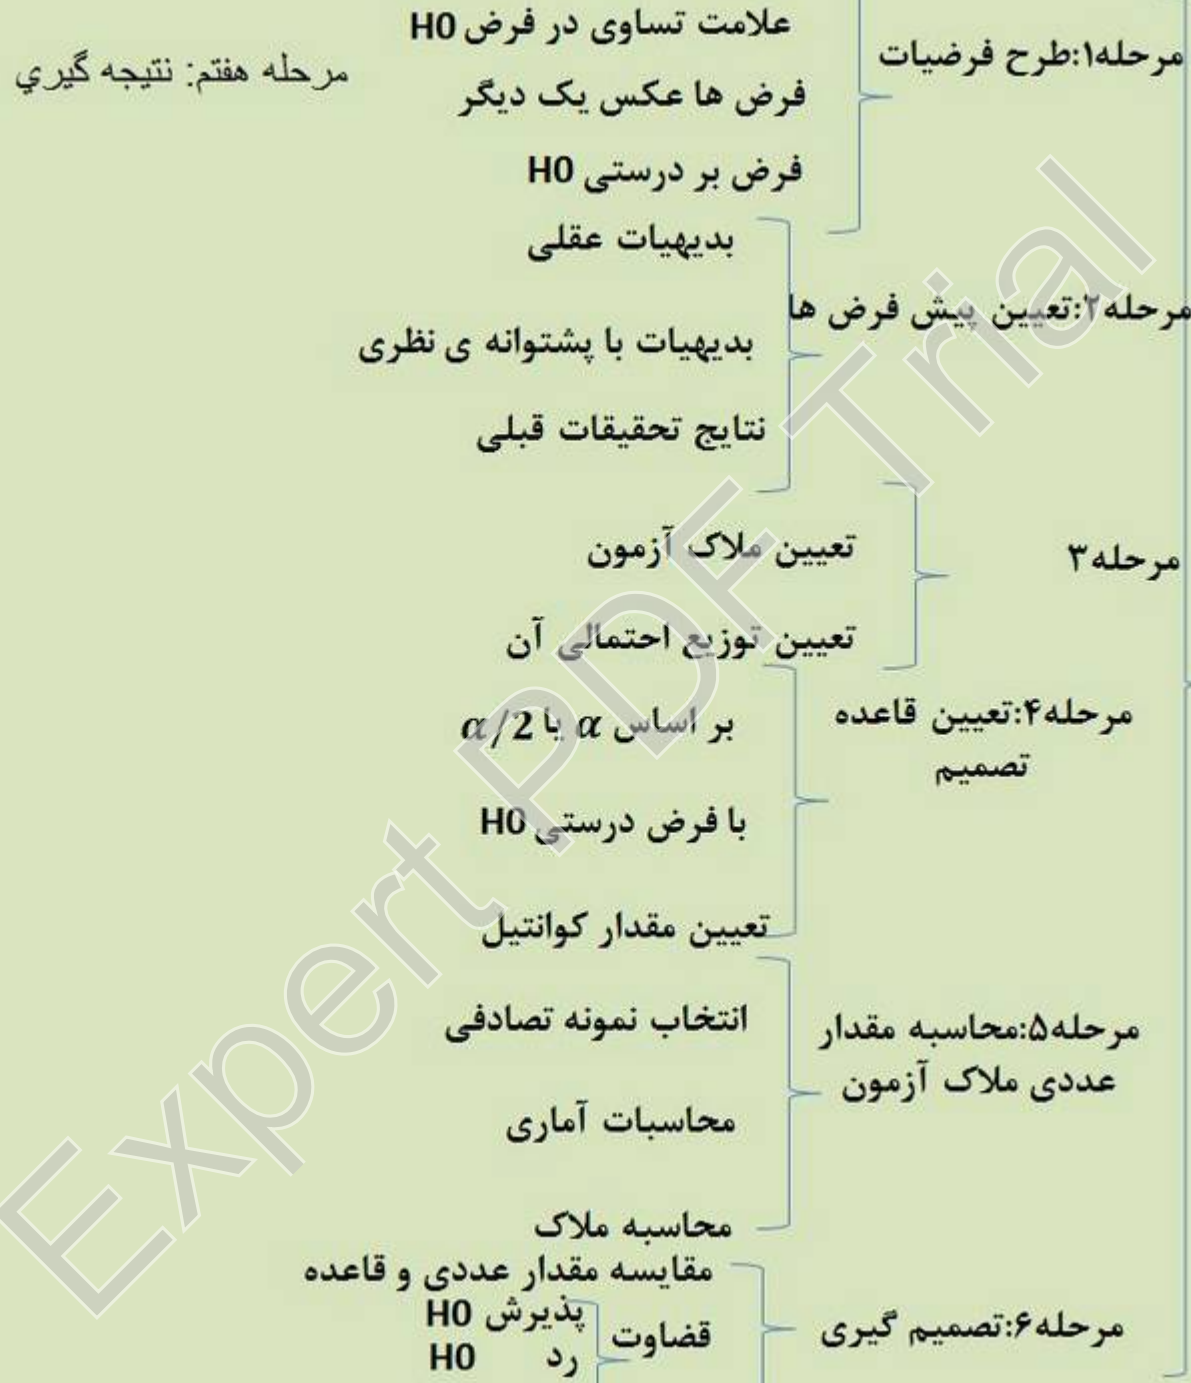 مرحله۱:طرح فرضیات
علامت تساوی در فرض H0
فرض ها عکس یک دیگر
فرض بر درستی H0
مرحله۲:تعیین پیش فرض ها
بدیهیات عقلی
بدیهیات با پشتوانه ی نظری
نتایج تحقیقات قبلی
مرحله۳
تعیین ملاک آزمون
تعیین توزیع احتمالی آن
مرحله۴:تعیین قاعده
تصمیم
بر اساس α یا α/2
با فرض درستی H0
تعیین مقدار کوانتیل
مرحله۵:محاسبه مقدار
عددی ملاک آزمون
انتخاب نمونه تصادفی
محاسبات آماری
محاسبه ملاک
مرحله۶:تصمیم گیری
مقایسه مقدار عددی و قاعده
قضاوت
پذیرش H0
رد H0
مرحله هفتم: نتيجه گيري
Expert PDF Trial